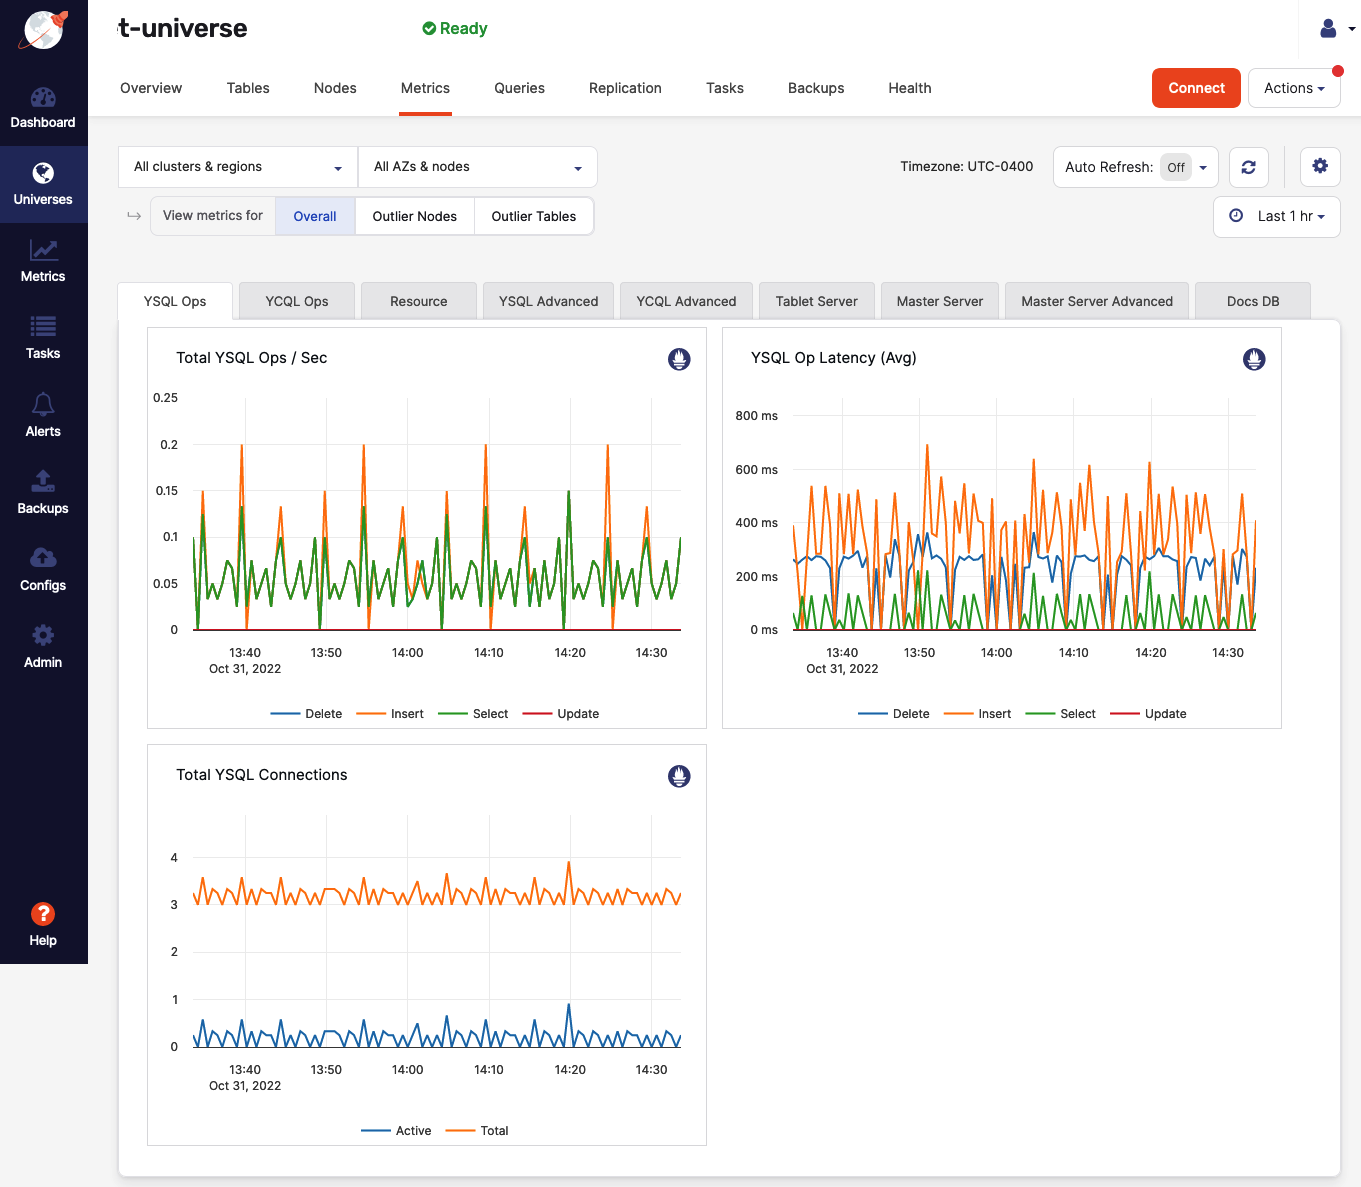 t-universe
Ready
Dashboard
Universes
Metrics
Tasks
Alerts
Backups
Configs
Admin
?
Help
Overview Tables Nodes Metrics Queries Replication Tasks Backups Health
Connect Actions
All clusters & regions All AZs & nodes
Timezone: UTC-0400 Auto Refresh: Off
View metrics for Overall Outlier Nodes Outlier Tables
Last 1 hr
YSQL Ops YCQL Ops Resource YSQL Advanced YCQL Advanced Tablet Server Master Server Master Server Advanced Docs DB
Total YSQL Ops / Sec
0.25
0.2
0.15
0.1
0.05
0
13:40 13:50 14:00 14:10 14:20 14:30
Oct 31, 2022
Delete Insert Select Update
YSQL Op Latency (Avg)
800 ms
600 ms
400 ms
200 ms
0 ms
13:40 13:50 14:00 14:10 14:20 14:30
Oct 31, 2022
Delete Insert Select Update
Total YSQL Connections
4
3
2
1
0
13:40 13:50 14:00 14:10 14:20 14:30
Oct 31, 2022
Active Total